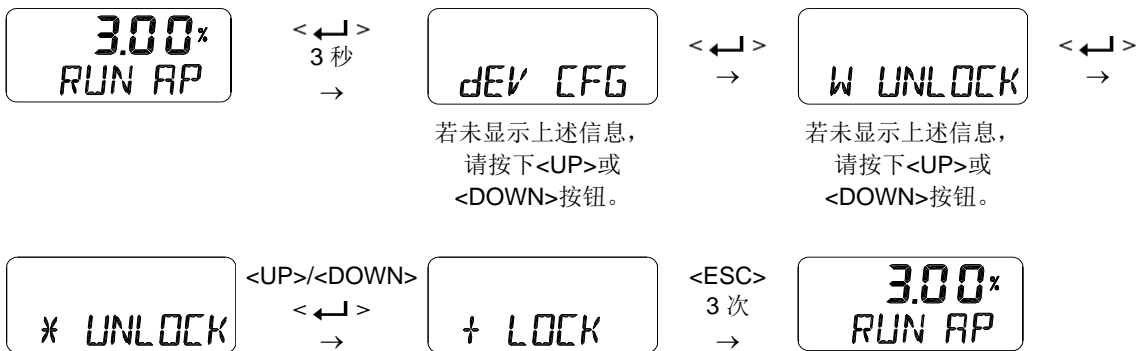 3.00%
RUN AP
< ↵ >
3 秒
→
dEV CFG
若未显示上述信息，
请按下<UP>或
<DOWN>按钮。
< ↵ >
→
W UNLOCK
若未显示上述信息，
请按下<UP>或
<DOWN>按钮。
< ↵ >
→
* UNLOCK
<UP>/<DOWN>
< ↵ >
→
+ LOCK
<ESC>
3 次
→
3.00%
RUN AP